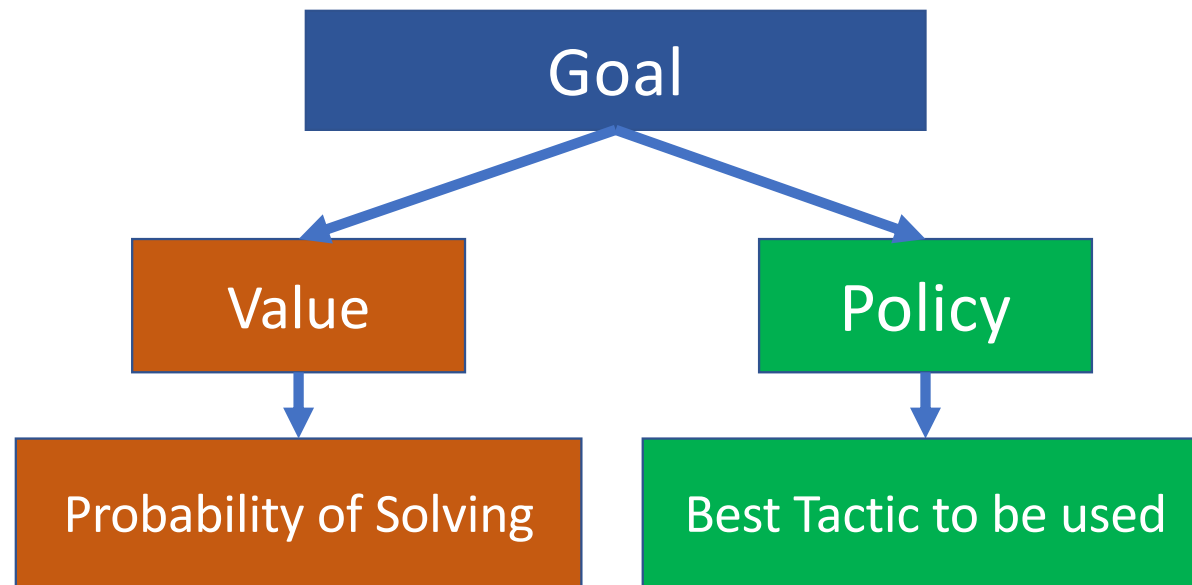 Goal
Value
Policy
Probability of Solving
Best Tactic to be used